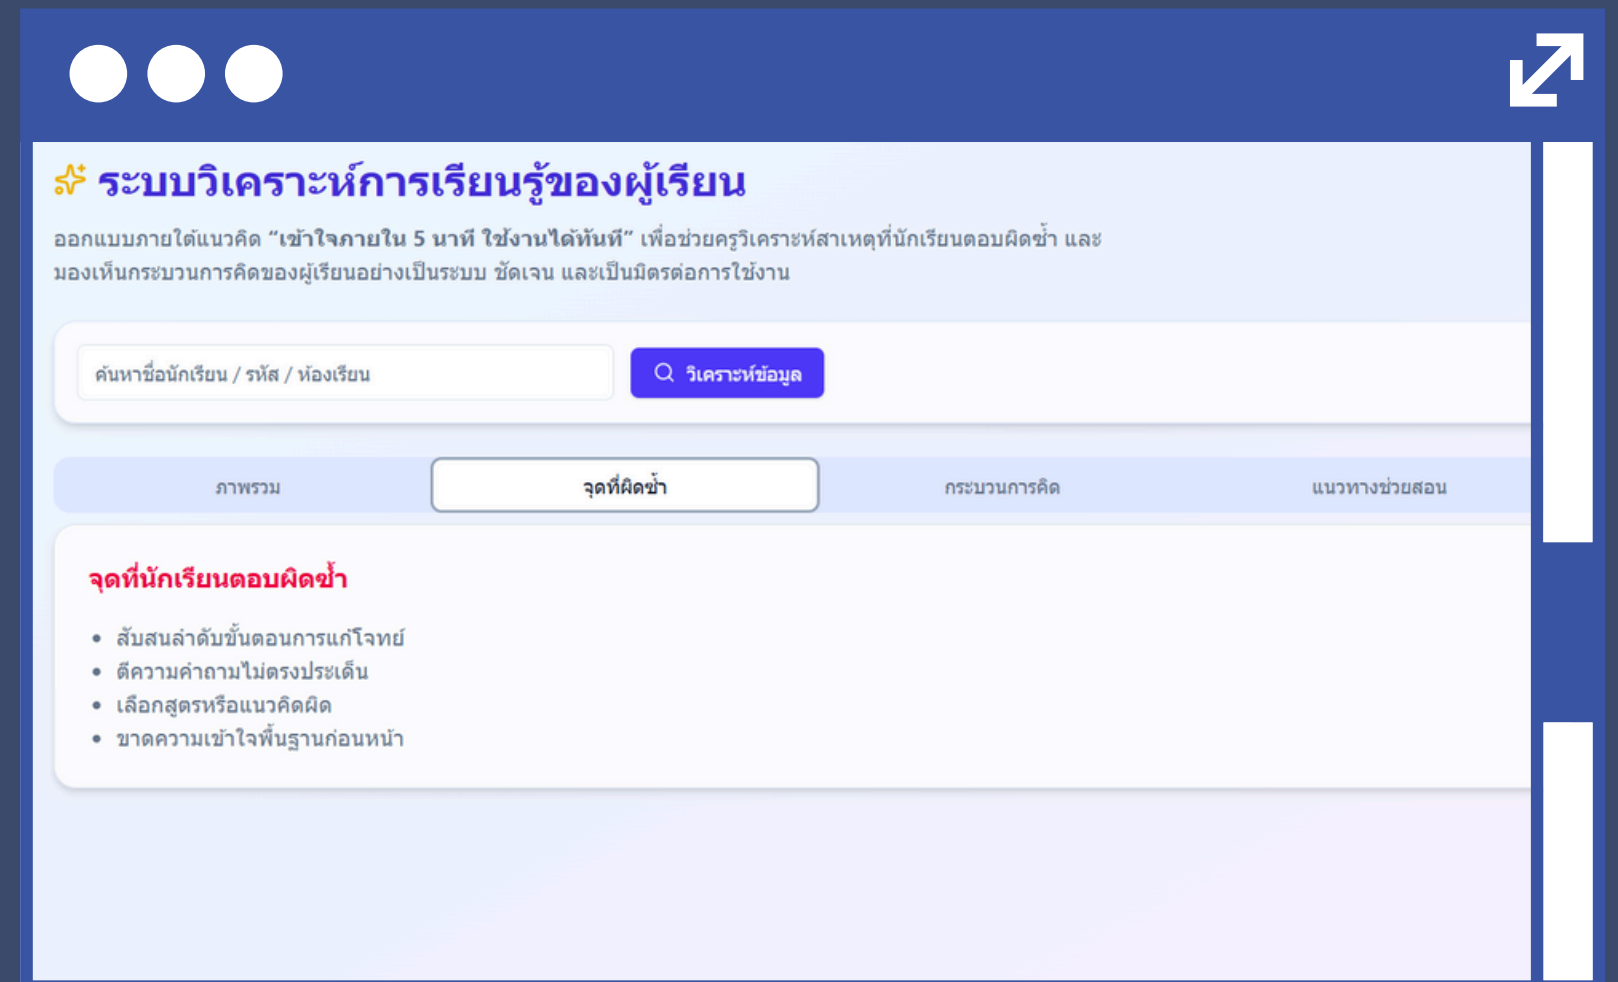 ระบบวิเคราะห์การเรียนรู้ของผู้เรียน
ออกแบบภายใต้แนวคิด “เข้าใจภายใน 5 นาที ใช้งานได้ทันที” เพื่อช่วยครูวิเคราะห์สาเหตุที่นักเรียนตอบผิดซ้ำ และ
มองเห็นกระบวนการคิดของผู้เรียนอย่างเป็นระบบ ชัดเจน และเป็นมิตรต่อการใช้งาน
ค้นหาชื่อนักเรียน / รหัส / ห้องเรียน
วิเคราะห์ข้อมูล
ภาพรวม
จุดที่ผิดซ้ำ
กระบวนการคิด
แนวทางช่วยสอน
จุดที่นักเรียนตอบผิดซ้ำ
• สับสนลำดับขั้นตอนการแก้โจทย์
• ตีความคำถามไม่ตรงประเด็น
• เลือกสูตรหรือแนวคิดผิด
• ขาดความเข้าใจพื้นฐานก่อนหน้า